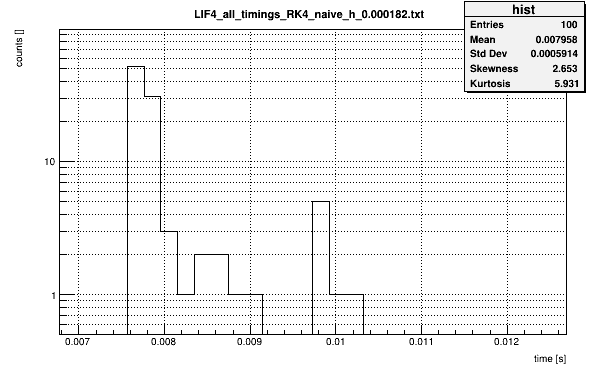 LIF4_all_timings_RK4_naive_h_0.000182.txt
hist
Entries 100
Mean 0.007958
Std Dev 0.0005914
Skewness 2.653
Kurtosis 5.931
counts []
10
1
0.007 0.008 0.009 0.01 0.011 0.012
time [s]